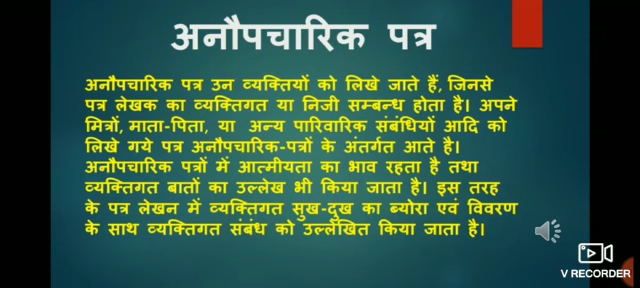 अनौपचारिक पत्र
अनौपचारिक पत्र उन व्यक्तियों को लिखे जाते हैं, जिनसे
पत्र लेखक का व्यक्तिगत या निजी सम्बन्ध होता है। अपने
मित्रों, माता-पिता, या अन्य पारिवारिक संबंधियों आदि को
लिखे गये पत्र अनौपचारिक-पत्रों के अंतर्गत आते है।
अनौपचारिक पत्रों में आत्मीयता का भाव रहता है तथा
व्यक्तिगत बातों का उल्लेख भी किया जाता है। इस तरह
के पत्र लेखन में व्यक्तिगत सुख-दुख का ब्योरा एवं विवरण
के साथ व्यक्तिगत संबंध को उल्लेखित किया जाता है।
V RECORDER